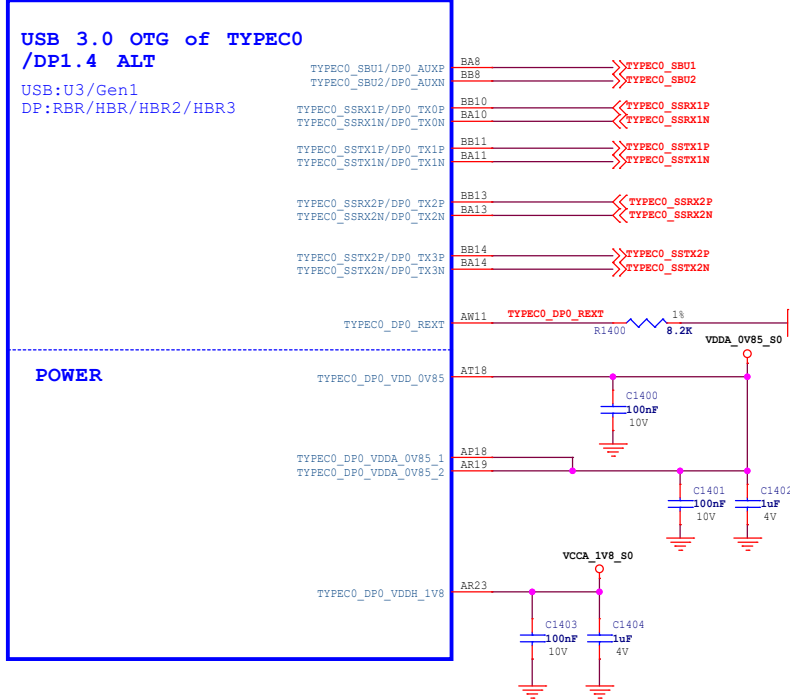 USB 3.0 OTG of TYPEC0
/DP1.4 ALT
USB:U3/Gen1
DP:RBR/HBR/HBR2/HBR3
TYPEC0_SBU1/DP0_AUXP BA8 TYPEC0_SBU1
TYPEC0_SBU2/DP0_AUXN BB8 TYPEC0_SBU2
TYPEC0_SSRX1P/DP0_TX0P BB10 TYPEC0_SSRX1P
TYPEC0_SSRX1N/DP0_TX0N BA10 TYPEC0_SSRX1N
TYPEC0_SSTX1P/DP0_TX1P BB11 TYPEC0_SSTX1P
TYPEC0_SSTX1N/DP0_TX1N BA11 TYPEC0_SSTX1N
TYPEC0_SSRX2P/DP0_TX2P BB13 TYPEC0_SSRX2P
TYPEC0_SSRX2N/DP0_TX2N BA13 TYPEC0_SSRX2N
TYPEC0_SSTX2P/DP0_TX3P BB14 TYPEC0_SSTX2P
TYPEC0_SSTX2N/DP0_TX3N BA14 TYPEC0_SSTX2N
TYPEC0_DP0_REXT AW11 TYPEC0_DP0_REXT 1%
R1400 8.2K
VDDA_0V85_S0
POWER
TYPEC0_DP0_VDD_0V85 AT18
C1400
100nF
10V
TYPEC0_DP0_VDDA_0V85_1 AP18
TYPEC0_DP0_VDDA_0V85_2 AR19
C1401 C1402
100nF 1uF
10V 4V
VCCA_1V8_S0
TYPEC0_DP0_VDDH_1V8 AR23
C1403 C1404
100nF 1uF
10V 4V